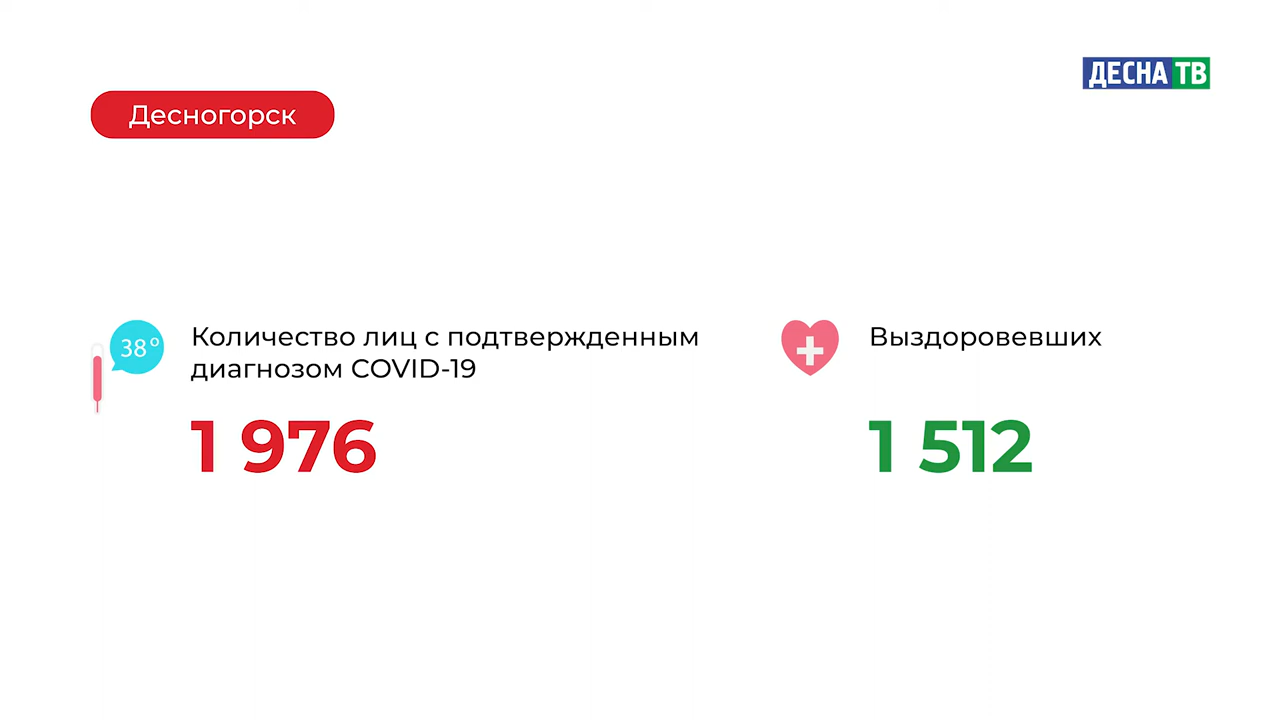 ДЕСНА ТВ
Десногорск
38°
Количество лиц с подтвержденным
диагнозом COVID-19
1 976
Выздоровевших
1 512